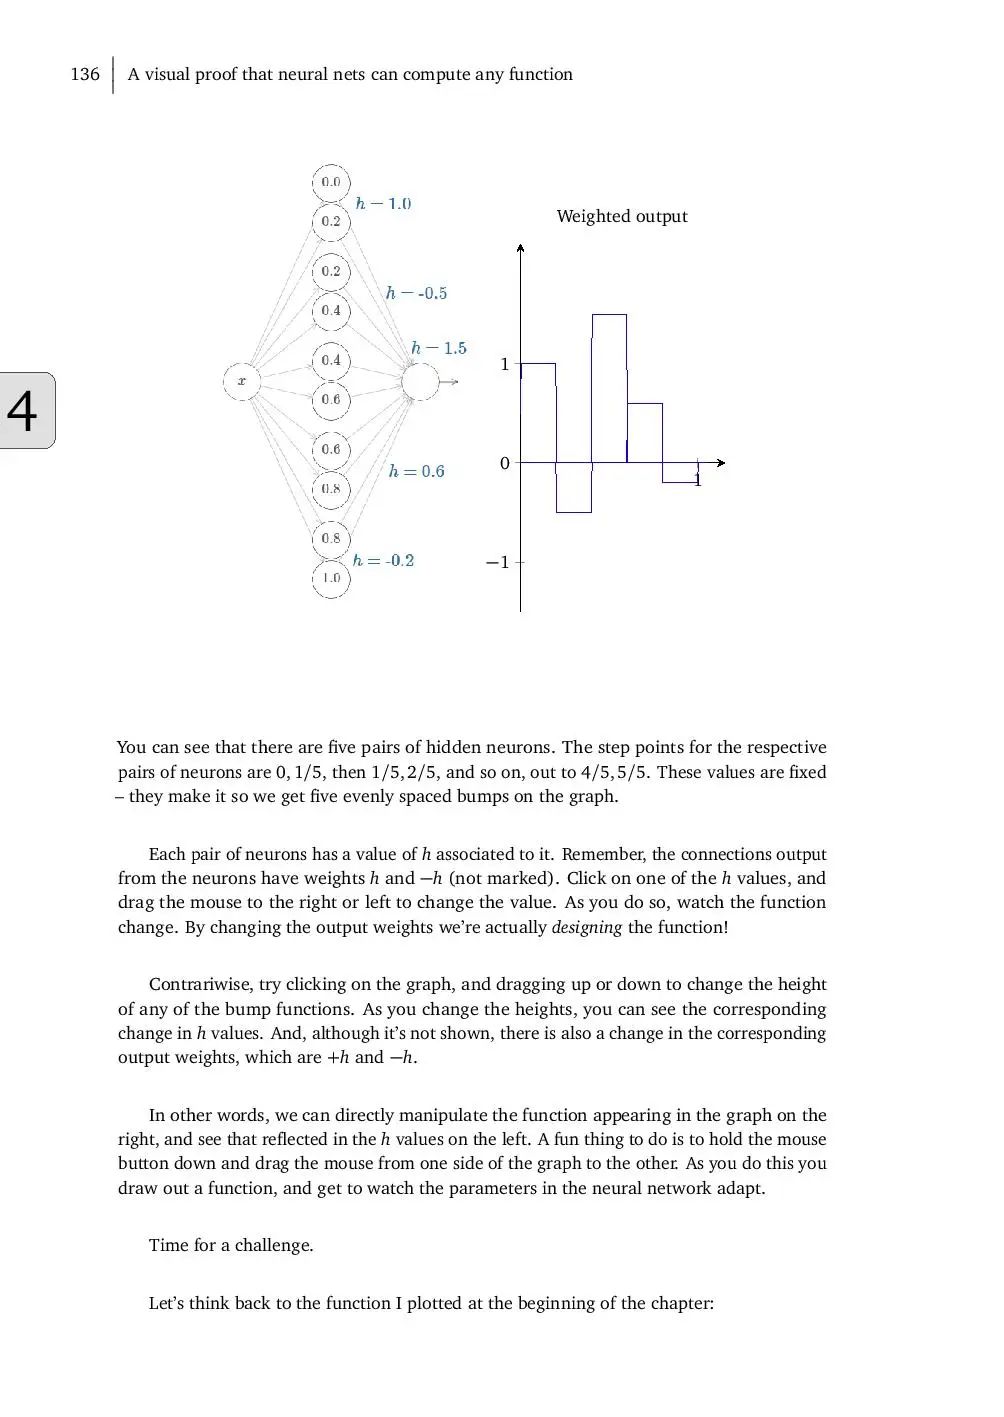 136 A visual proof that neural nets can compute any function
0.0
h = 1.0
0.2
0.2
h = -0.5
0.4
h = 1.5
0.4
x
0.6
0.6
h = 0.6
0.8
0.8
h = -0.2
1.0
Weighted output
1
0
1
−1
4
You can see that there are five pairs of hidden neurons. The step points for the respective
pairs of neurons are 0, 1/5, then 1/5, 2/5, and so on, out to 4/5, 5/5. These values are fixed
– they make it so we get five evenly spaced bumps on the graph.
Each pair of neurons has a value of h associated to it. Remember, the connections output
from the neurons have weights h and −h (not marked). Click on one of the h values, and
drag the mouse to the right or left to change the value. As you do so, watch the function
change. By changing the output weights we’re actually designing the function!
Contrariwise, try clicking on the graph, and dragging up or down to change the height
of any of the bump functions. As you change the heights, you can see the corresponding
change in h values. And, although it’s not shown, there is also a change in the corresponding
output weights, which are +h and −h.
In other words, we can directly manipulate the function appearing in the graph on the
right, and see that reflected in the h values on the left. A fun thing to do is to hold the mouse
button down and drag the mouse from one side of the graph to the other. As you do this you
draw out a function, and get to watch the parameters in the neural network adapt.
Time for a challenge.
Let’s think back to the function I plotted at the beginning of the chapter: